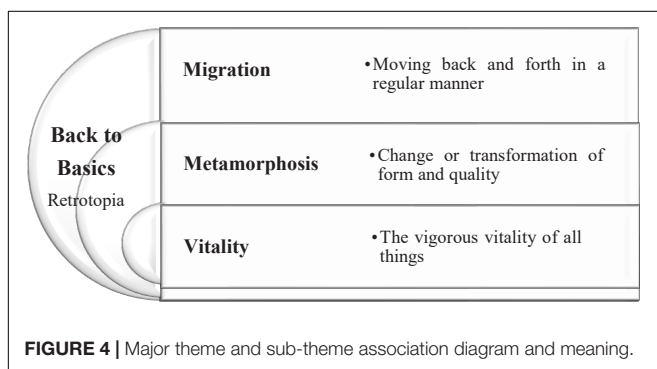 Back to
Basics
Retrotopia
Migration
•Moving back and forth in a
regular manner
Metamorphosis
•Change or transformation of
form and quality
Vitality
•The vigorous vitality of all
things
FIGURE 4 | Major theme and sub-theme association diagram and meaning.